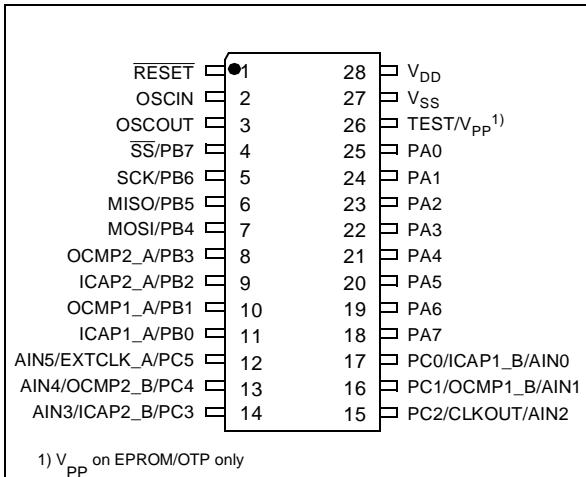 RESET 1 28 VDD
OSCIN 2 27 VSS
OSCOUT 3 26 TEST/VPP1)
SS/PB7 4 25 PA0
SCK/PB6 5 24 PA1
MISO/PB5 6 23 PA2
MOSI/PB4 7 22 PA3
OCMP2_A/PB3 8 21 PA4
ICAP2_A/PB2 9 20 PA5
OCMP1_A/PB1 10 19 PA6
ICAP1_A/PB0 11 18 PA7
AIN5/EXTCLK_A/PC5 12 17 PC0/ICAP1_B/AIN0
AIN4/OCMP2_B/PC4 13 16 PC1/OCMP1_B/AIN1
AIN3/ICAP2_B/PC3 14 15 PC2/CLKOUT/AIN2
1) VPP on EPROM/OTP only